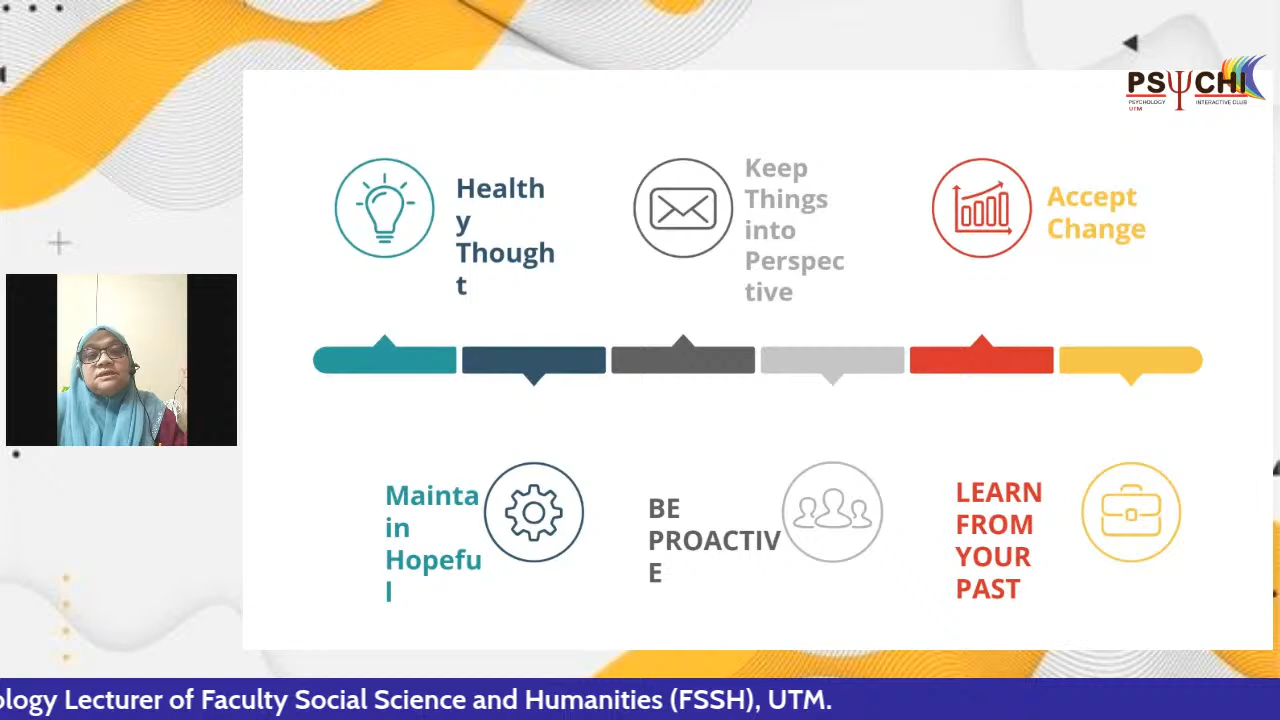 PSYCHI
PSYCHOLOGY INTERACTIVE CLUB
UTM
Health
y
Though
t
Keep
Things
into
Perspec
tive
Accept
Change
Mainta
in
Hopefu
l
BE
PROACTIV
E
LEARN
FROM
YOUR
PAST
ology Lecturer of Faculty Social Science and Humanities (FSSH), UTM.